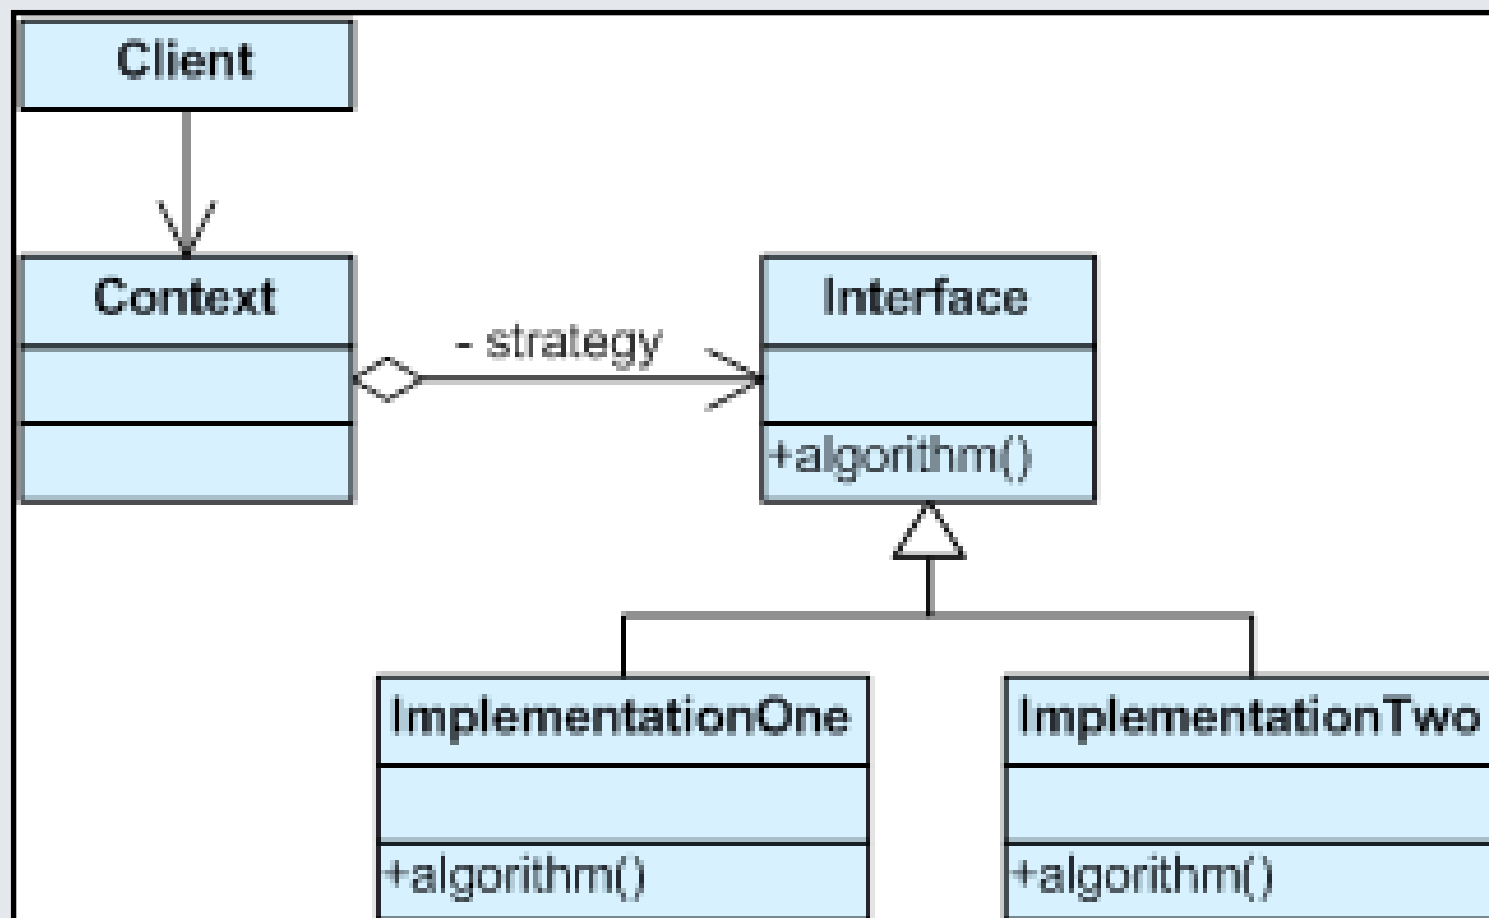 Client
Context
- strategy
Interface
+algorithm()
ImplementationOne
+algorithm()
ImplementationTwo
+algorithm()